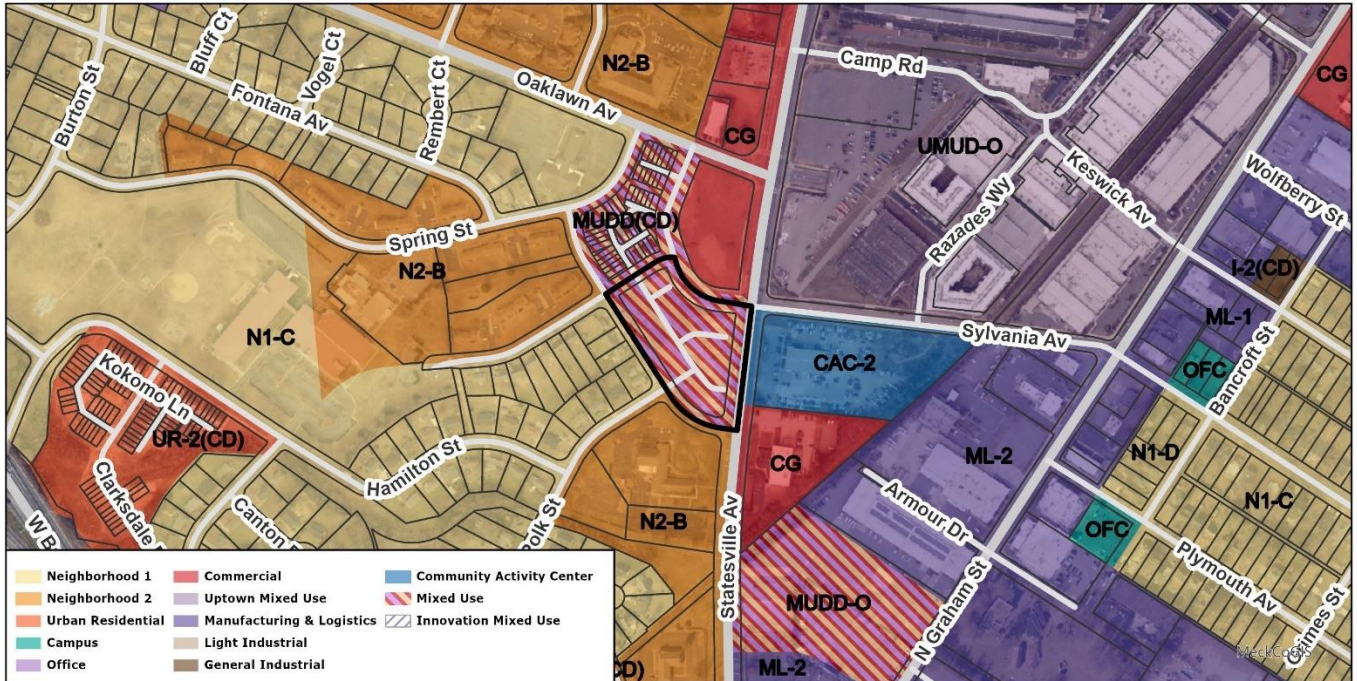 Burton St
Bluff Ct
Vogel Ct
Fontana Av
Rembert Ct
Oaklawn Av
N2-B
CG
Camp Rd
UMUD-O
Keswick Av
Razades Wy
CG
Wolfberry St
MUDD(CD)
Spring St
N2-B
I-2(CD)
ML-1
Bancroft St
N1-C
Sylvania Av
CAC-2
OFC
Kokomo Ln
UR-2(CD)
Hamilton St
CG
ML-2
N1-D
N1-C
Clarksdale
Canton
Polk St
N2-B
Armour Dr
OFC
Plymouth Av
W B
Statesville Av
MUDD-O
N Graham St
Grimes St
CD)
ML-2
MeckCoGIS
Neighborhood 1
Neighborhood 2
Urban Residential
Campus
Office
Commercial
Uptown Mixed Use
Manufacturing & Logistics
Light Industrial
General Industrial
Community Activity Center
Mixed Use
Innovation Mixed Use